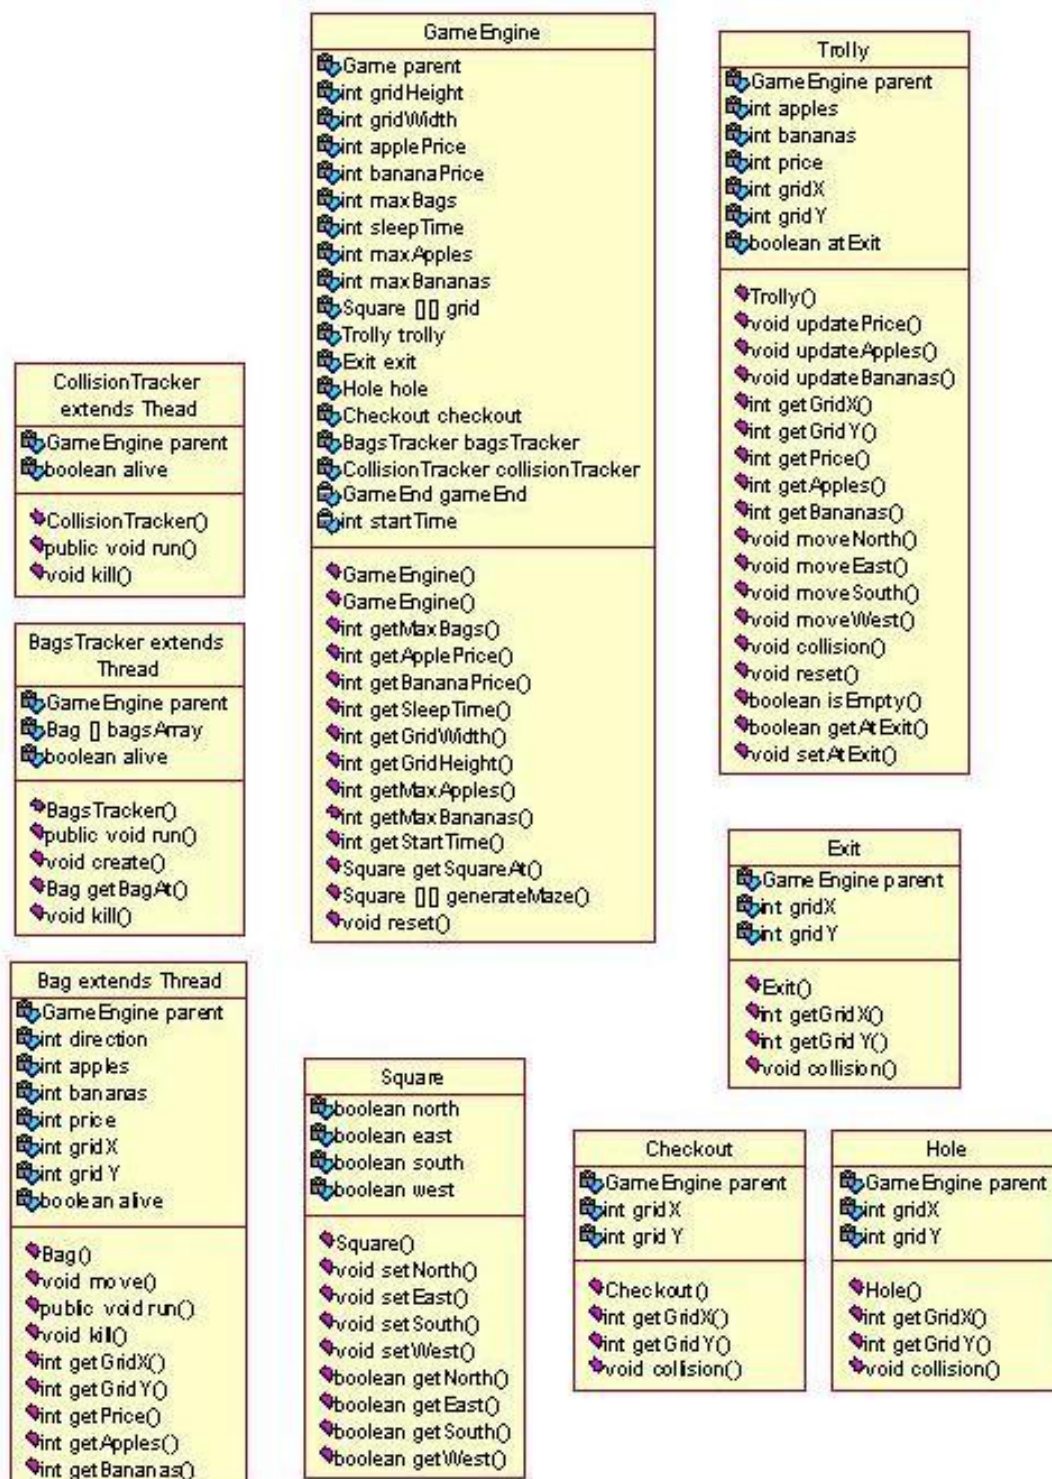 GameEngine
Game parent
int gridHeight
int gridWidth
int applePrice
int bananaPrice
int maxBags
int sleepTime
int maxApples
int maxBananas
Square [][] grid
Trolly trolly
Exit exit
Hole hole
Checkout checkout
BagsTracker bagsTracker
CollisionTracker collisionTracker
GameEnd gameEnd
int startTime
GameEngine()
GameEngine()
int getMaxBags()
int getApplePrice()
int getBananaPrice()
int getSleepTime()
int getGridWidth()
int getGridHeight()
int getMaxApples()
int getMaxBananas()
int getStartTime()
Square getSquareAt()
Square [][] generateMaze()
void reset()
Trolly
GameEngine parent
int apples
int bananas
int price
int gridX
int gridY
boolean atExit
Trolly()
void updatePrice()
void updateApples()
void updateBananas()
int getGridX()
int getGridY()
int getPrice()
int getApples()
int getBananas()
void moveNorth()
void moveEast()
void moveSouth()
void moveWest()
void collision()
void reset()
boolean isEmpty()
boolean getAtExit()
void setAtExit()
CollisionTracker
extends Thead
GameEngine parent
boolean alive
CollisionTracker()
public void run()
void kill()
BagsTracker extends
Thread
GameEngine parent
Bag [] bagsArray
boolean alive
BagsTracker()
public void run()
void create()
Bag getBagAt()
void kill()
Exit
Game Engine parent
int gridX
int gridY
Exit()
int getGridX()
int getGridY()
void collision()
Bag extends Thread
GameEngine parent
int direction
int apples
int bananas
int price
int gridX
int gridY
boolean alive
Bag()
void move()
public void run()
void kill()
int getGridX()
int getGridY()
int getPrice()
int getApples()
int getBananas()
Square
boolean north
boolean east
boolean south
boolean west
Square()
void setNorth()
void setEast()
void setSouth()
void setWest()
boolean getNorth()
boolean getEast()
boolean getSouth()
boolean getWest()
Checkout
GameEngine parent
int gridX
int gridY
Checkout()
int getGridX()
int getGridY()
void collision()
Hole
GameEngine parent
int gridX
int gridY
Hole()
int getGridX()
int getGridY()
void collision()